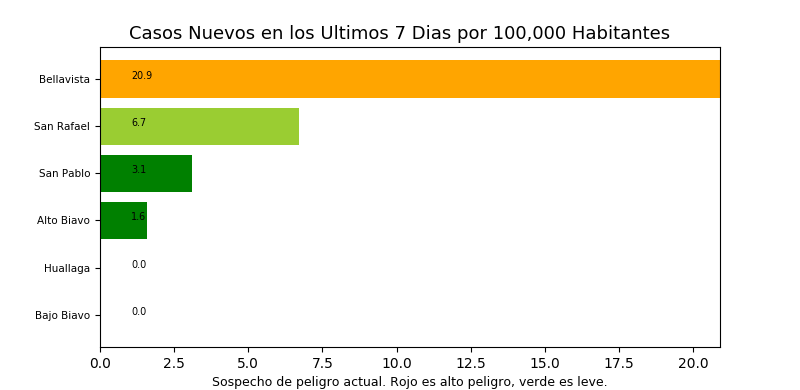 Casos Nuevos en los Ultimos 7 Dias por 100,000 Habitantes
Bellavista 20.9
San Rafael 6.7
San Pablo 3.1
Alto Biavo 1.6
Huallaga 0.0
Bajo Biavo 0.0
0.0 2.5 5.0 7.5 10.0 12.5 15.0 17.5 20.0
Sospecho de peligro actual. Rojo es alto peligro, verde es leve.